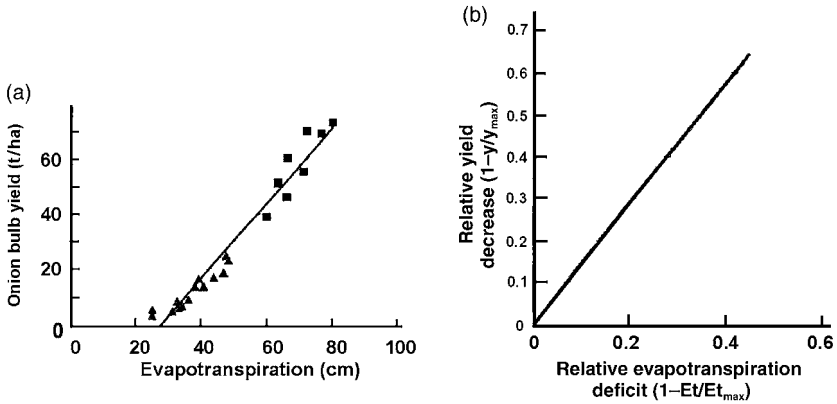 (a)
Onion bulb yield (t/ha)
60
40
20
0
0 20 40 60 80 100
Evapotranspiration (cm)
(b)
Relative yield
decrease (1–y/ymax)
0.7
0.6
0.5
0.4
0.3
0.2
0.1
0
0 0.2 0.4 0.6
Relative evapotranspiration
deficit (1–Et/Etmax)